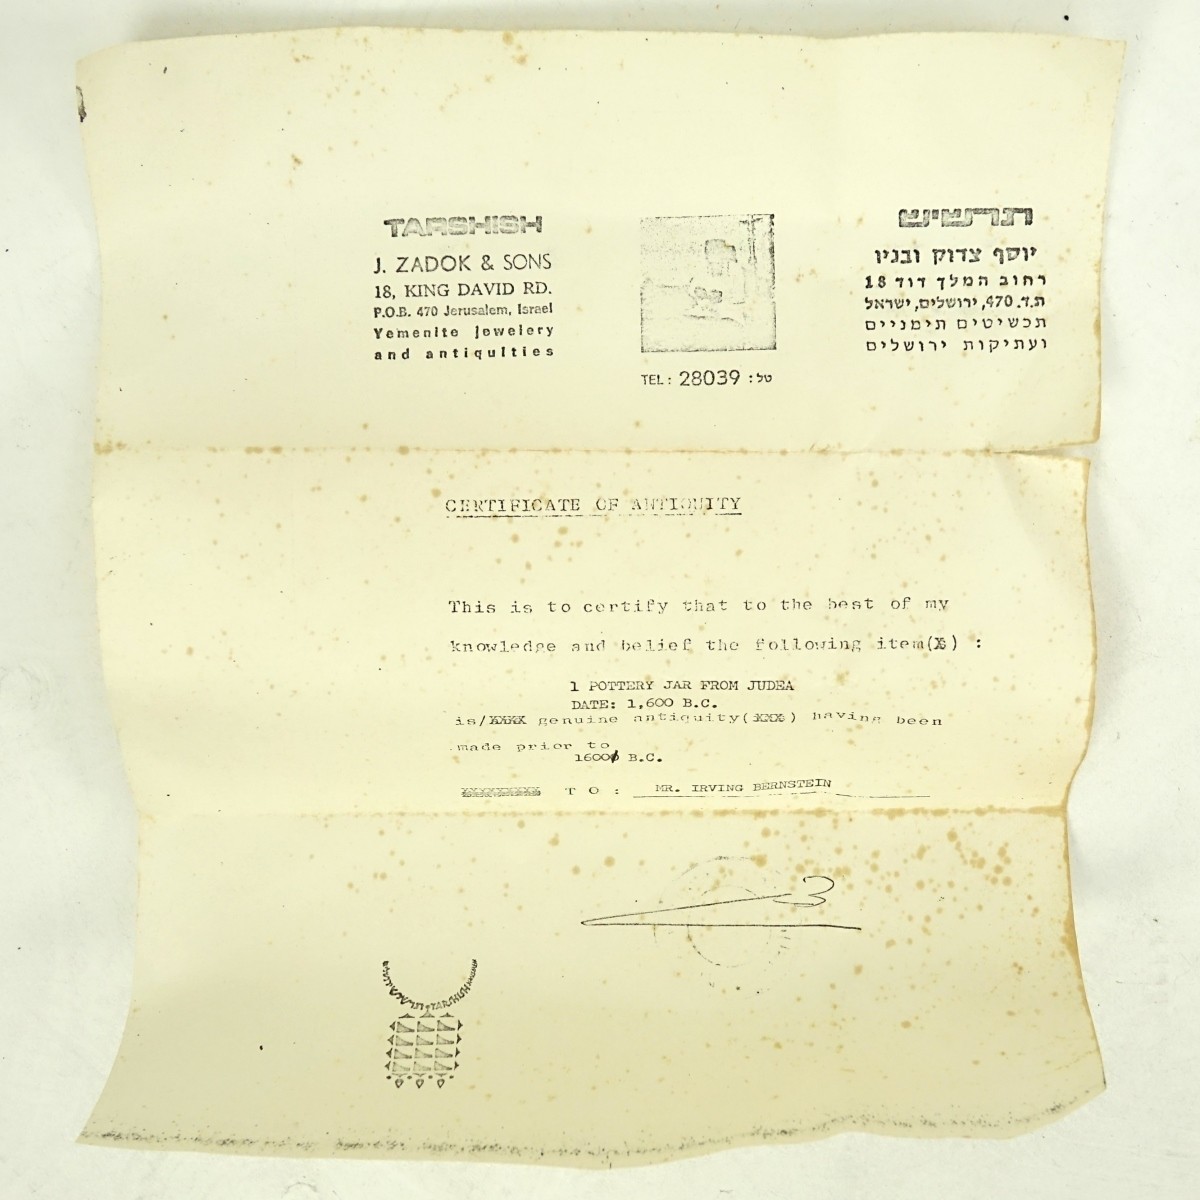 TARSHISH
J. ZADOK & SONS
18, KING DAVID RD.
P.O.B. 470 Jerusalem, Israel
Yemenite jewelery
and antiquities
TEL: 28039 :טל
תרשיש
יוסף צדוק ובניו
רחוב המלך דוד 18
ת.ד. 470, ירושלים, ישראל
תכשיטים תימניים
ועתיקות ירושלים
CERTIFICATE OF ANTIQUITY
This is to certify that to the best of my
knowledge and belief the following item( ) :
1 POTTERY JAR FROM JUDEA
DATE: 1,600 B.C.
is/XXXX genuine antiquity(XXX) having been
made prior to
1600 B.C.
TO: MR. IRVING BERNSTEIN
תרשיש TARSHISH